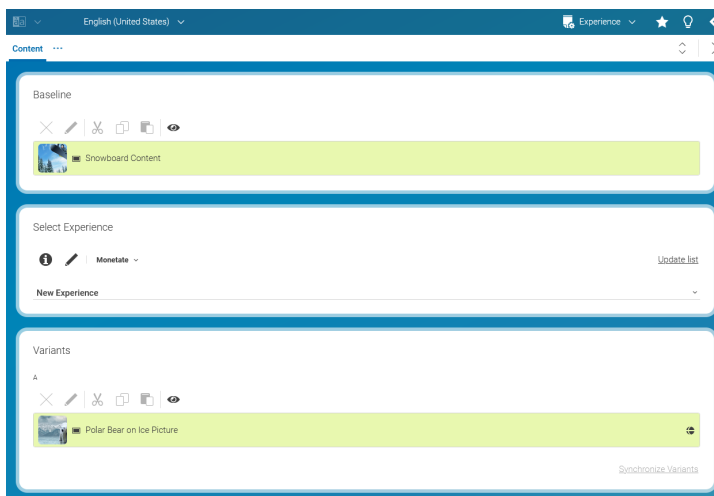 English (United States)
Experience
Content ...
Baseline
Snowboard Content
Select Experience
Monetate
Update list
New Experience
Variants
A
Polar Bear on Ice Picture
Synchronize Variants